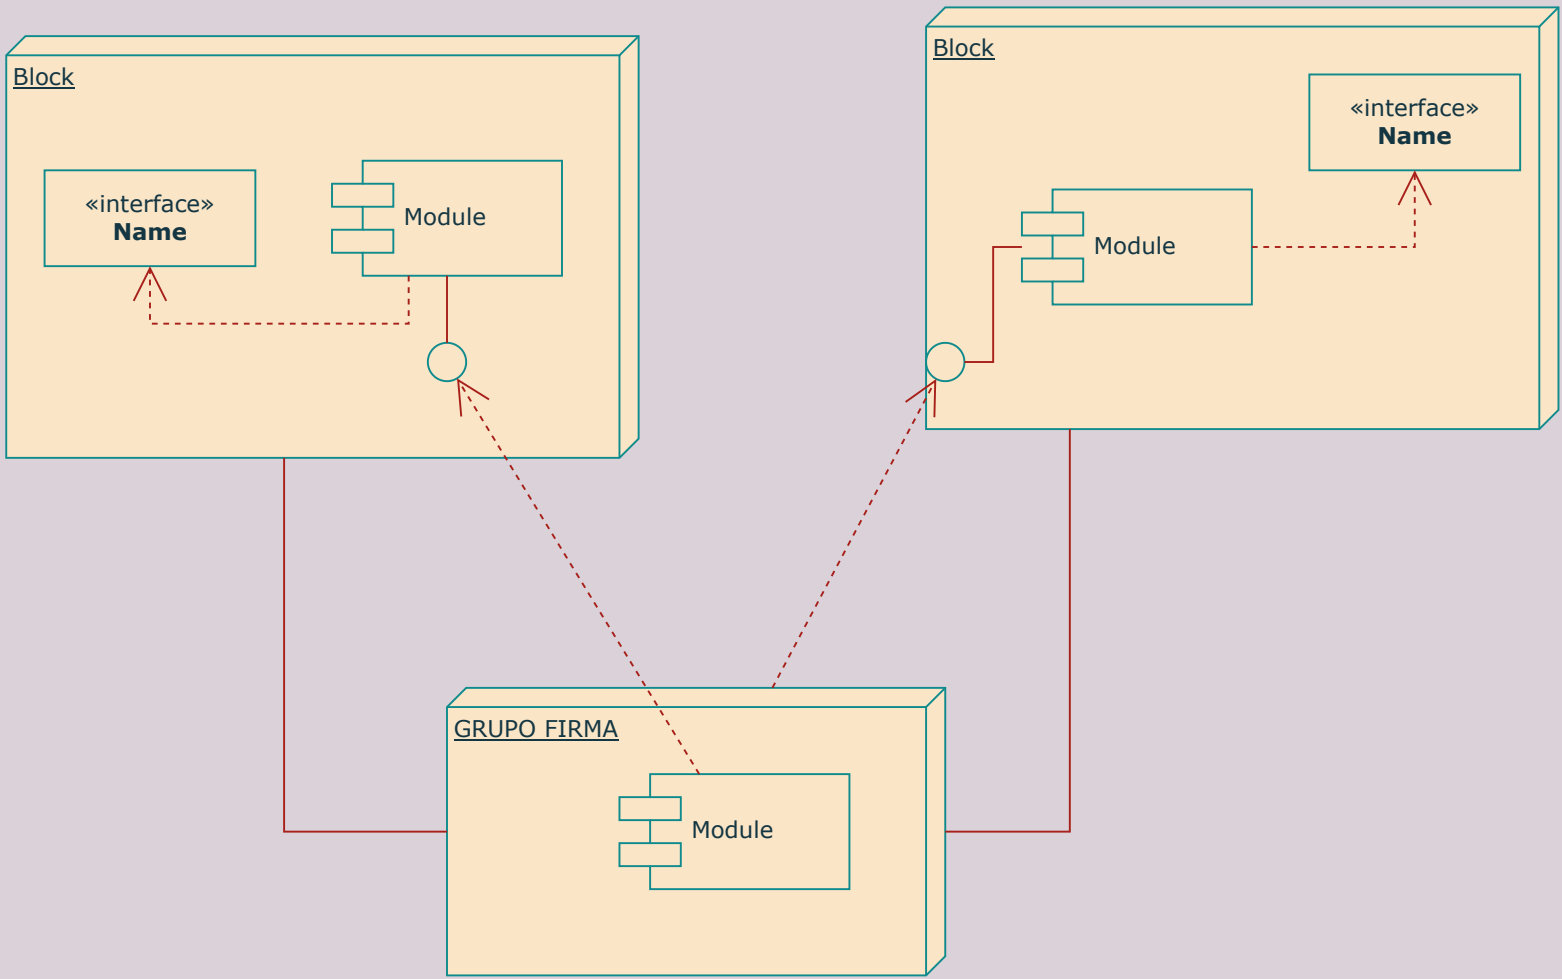 Block
«interface»
Name
Module
Block
«interface»
Name
Module
GRUPO FIRMA
Module